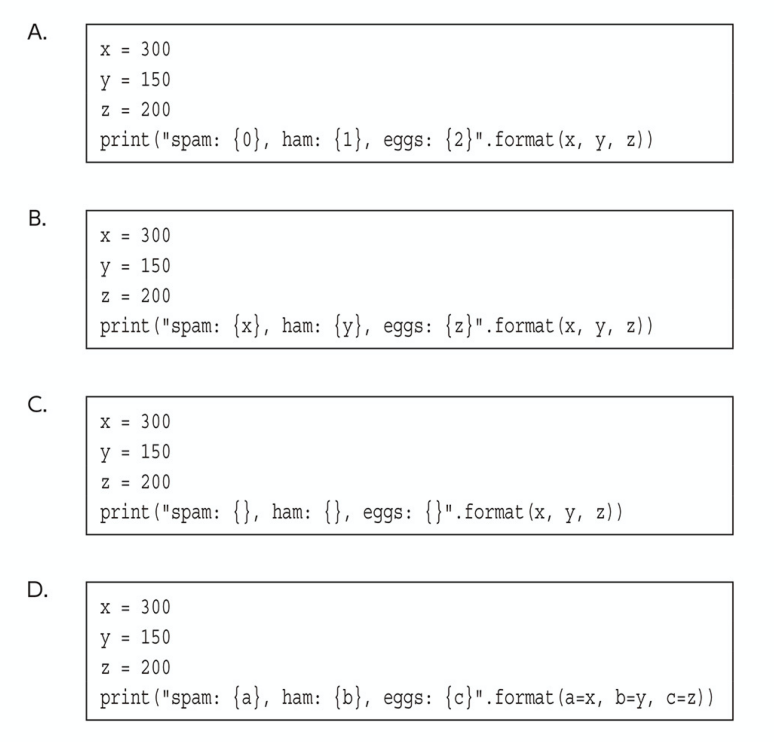 A.
x = 300
y = 150
z = 200
print("spam: {0}, ham: {1}, eggs: {2}".format(x, y, z))
B.
x = 300
y = 150
z = 200
print("spam: {x}, ham: {y}, eggs: {z}".format(x, y, z))
C.
x = 300
y = 150
z = 200
print("spam: {}, ham: {}, eggs: {}".format(x, y, z))
D.
x = 300
y = 150
z = 200
print("spam: {a}, ham: {b}, eggs: {c}".format(a=x, b=y, c=z))